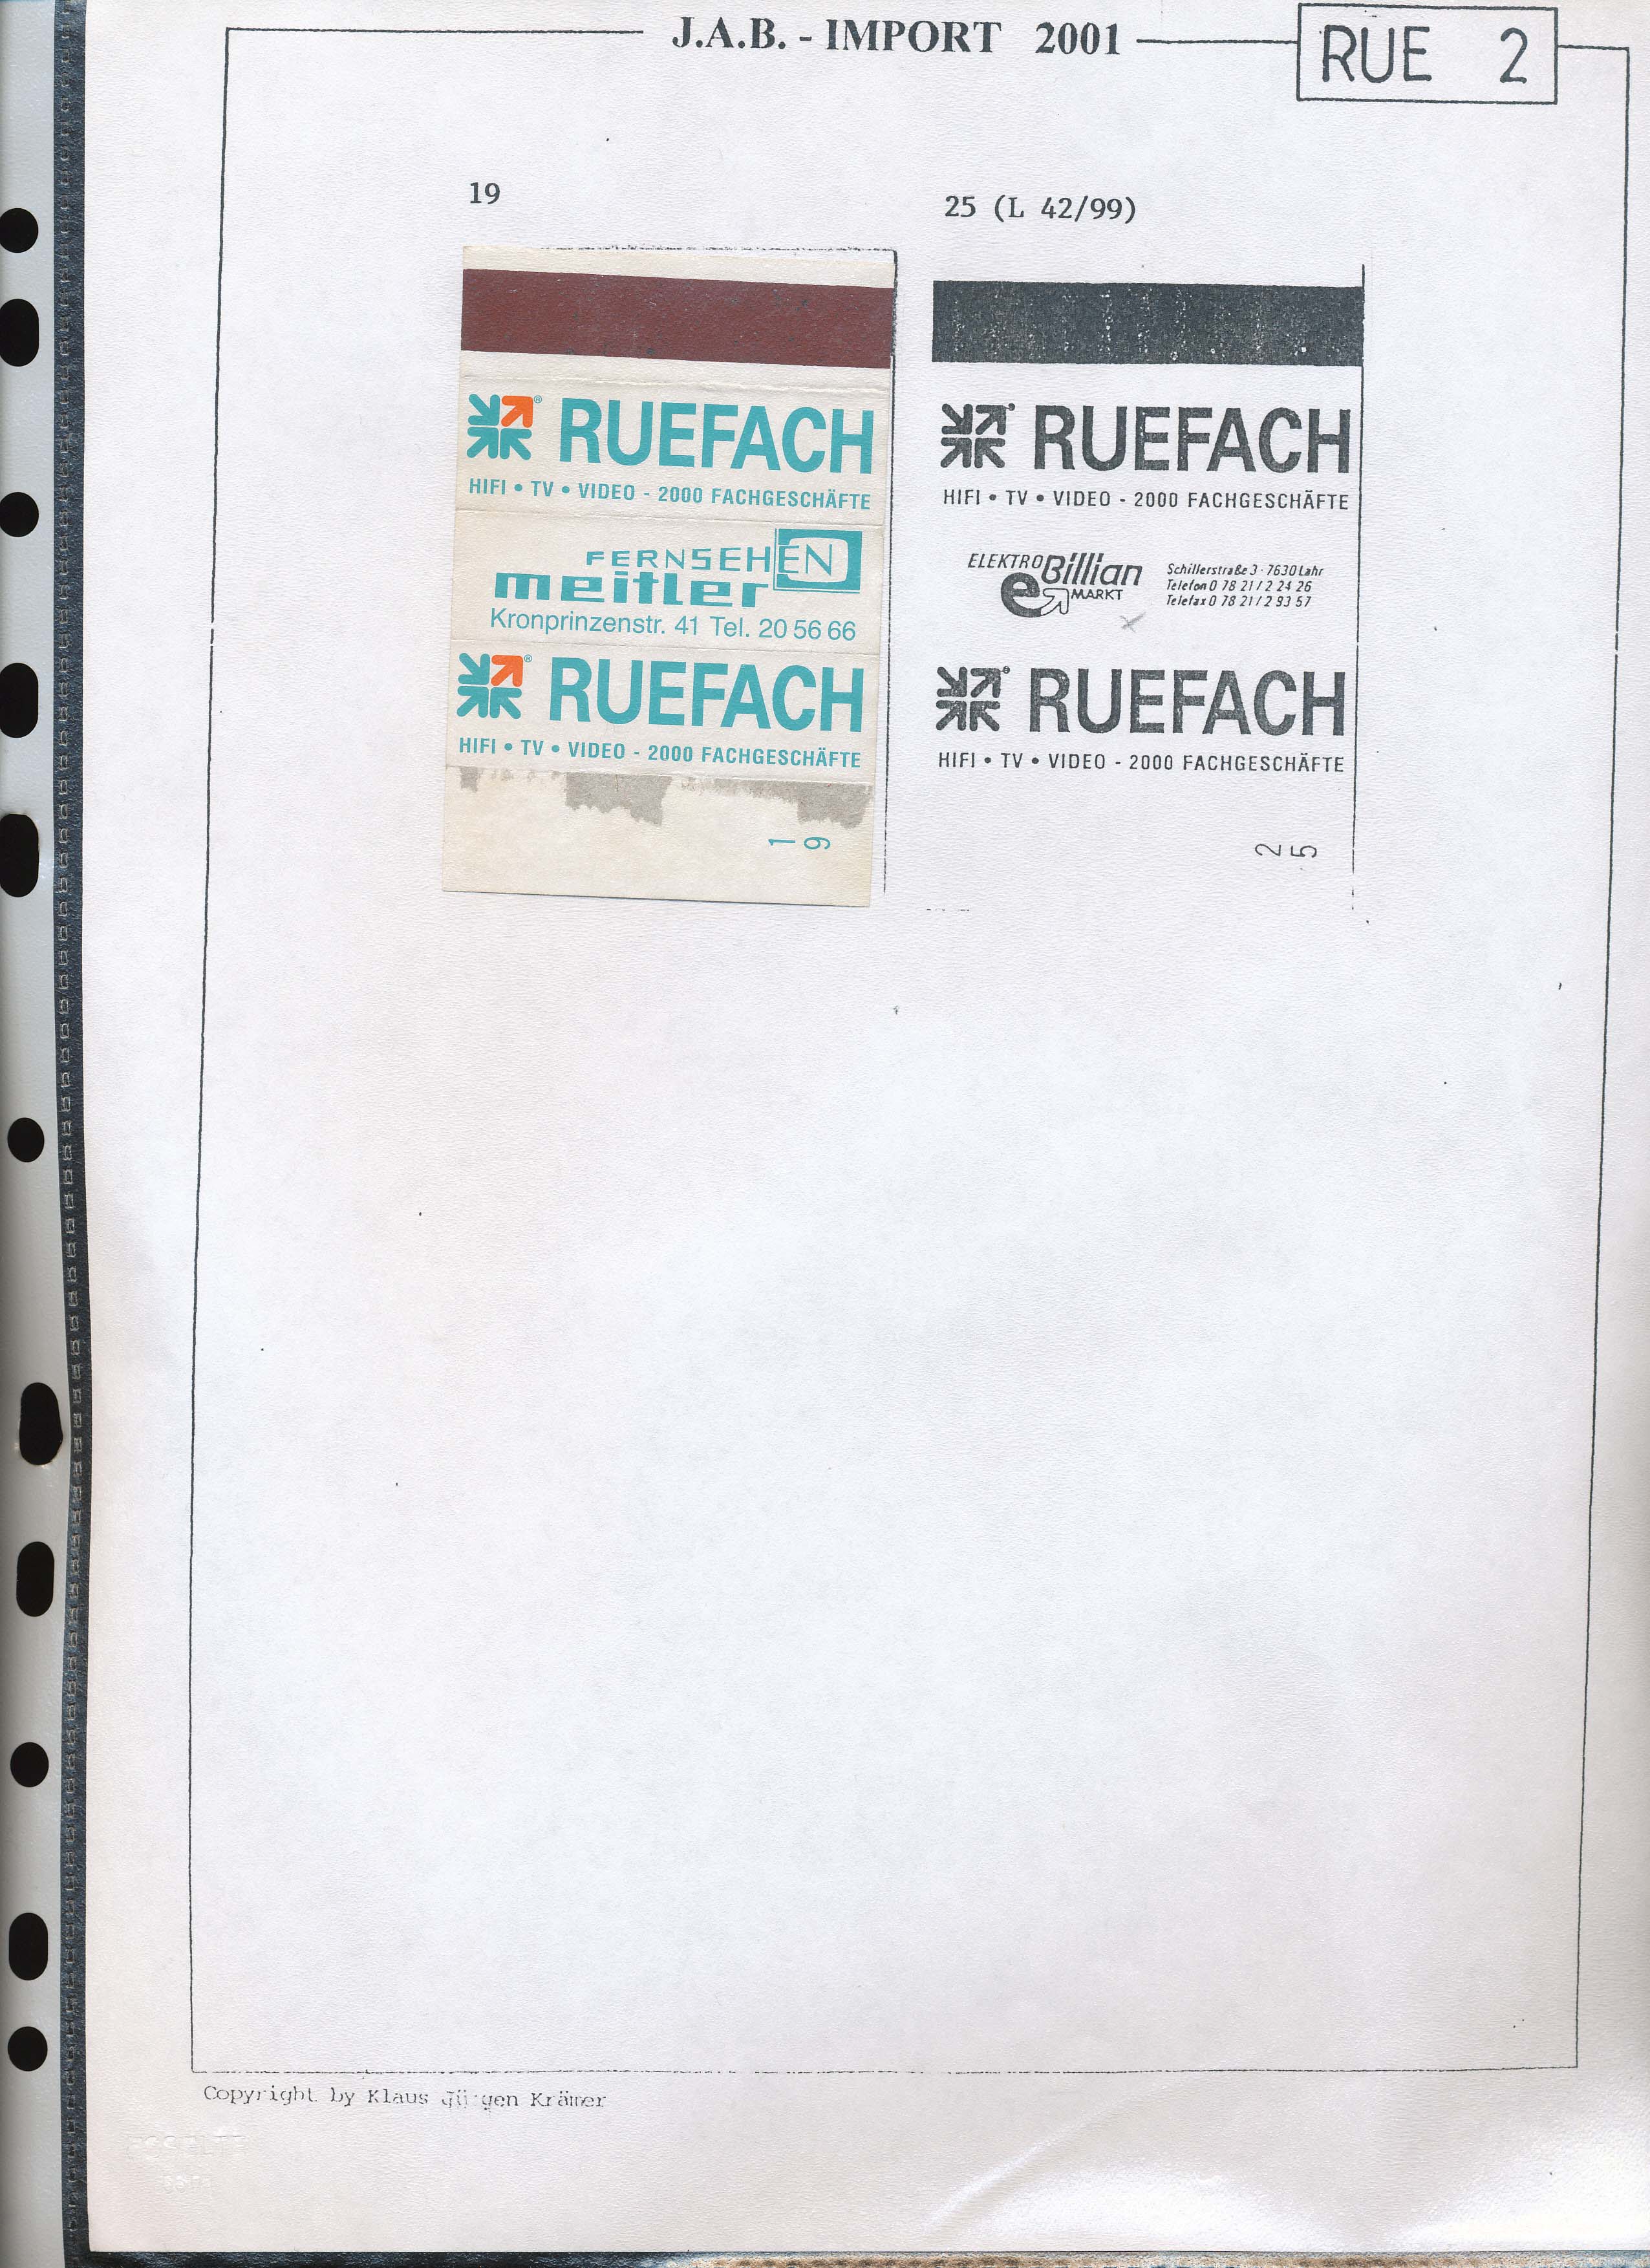 J.A.B. - IMPORT 2001
RUE 2
19
25 (L 42/99)
® RUEFACH
HIFI • TV • VIDEO - 2000 FACHGESCHÄFTE
FERNSEHEN
meitler
Kronprinzenstr. 41 Tel. 20 56 66
® RUEFACH
HIFI • TV • VIDEO - 2000 FACHGESCHÄFTE
19
RUEFACH
HIFI • TV • VIDEO - 2000 FACHGESCHÄFTE
ELEKTRO Billian
e MARKT
Schillerstraße 3 · 7630 Lahr
Telefon 0 78 21 / 2 24 26
Telefax 0 78 21 / 2 93 57
RUEFACH
HIFI • TV • VIDEO - 2000 FACHGESCHÄFTE
25
Copyright by Klaus Jürgen Krämer